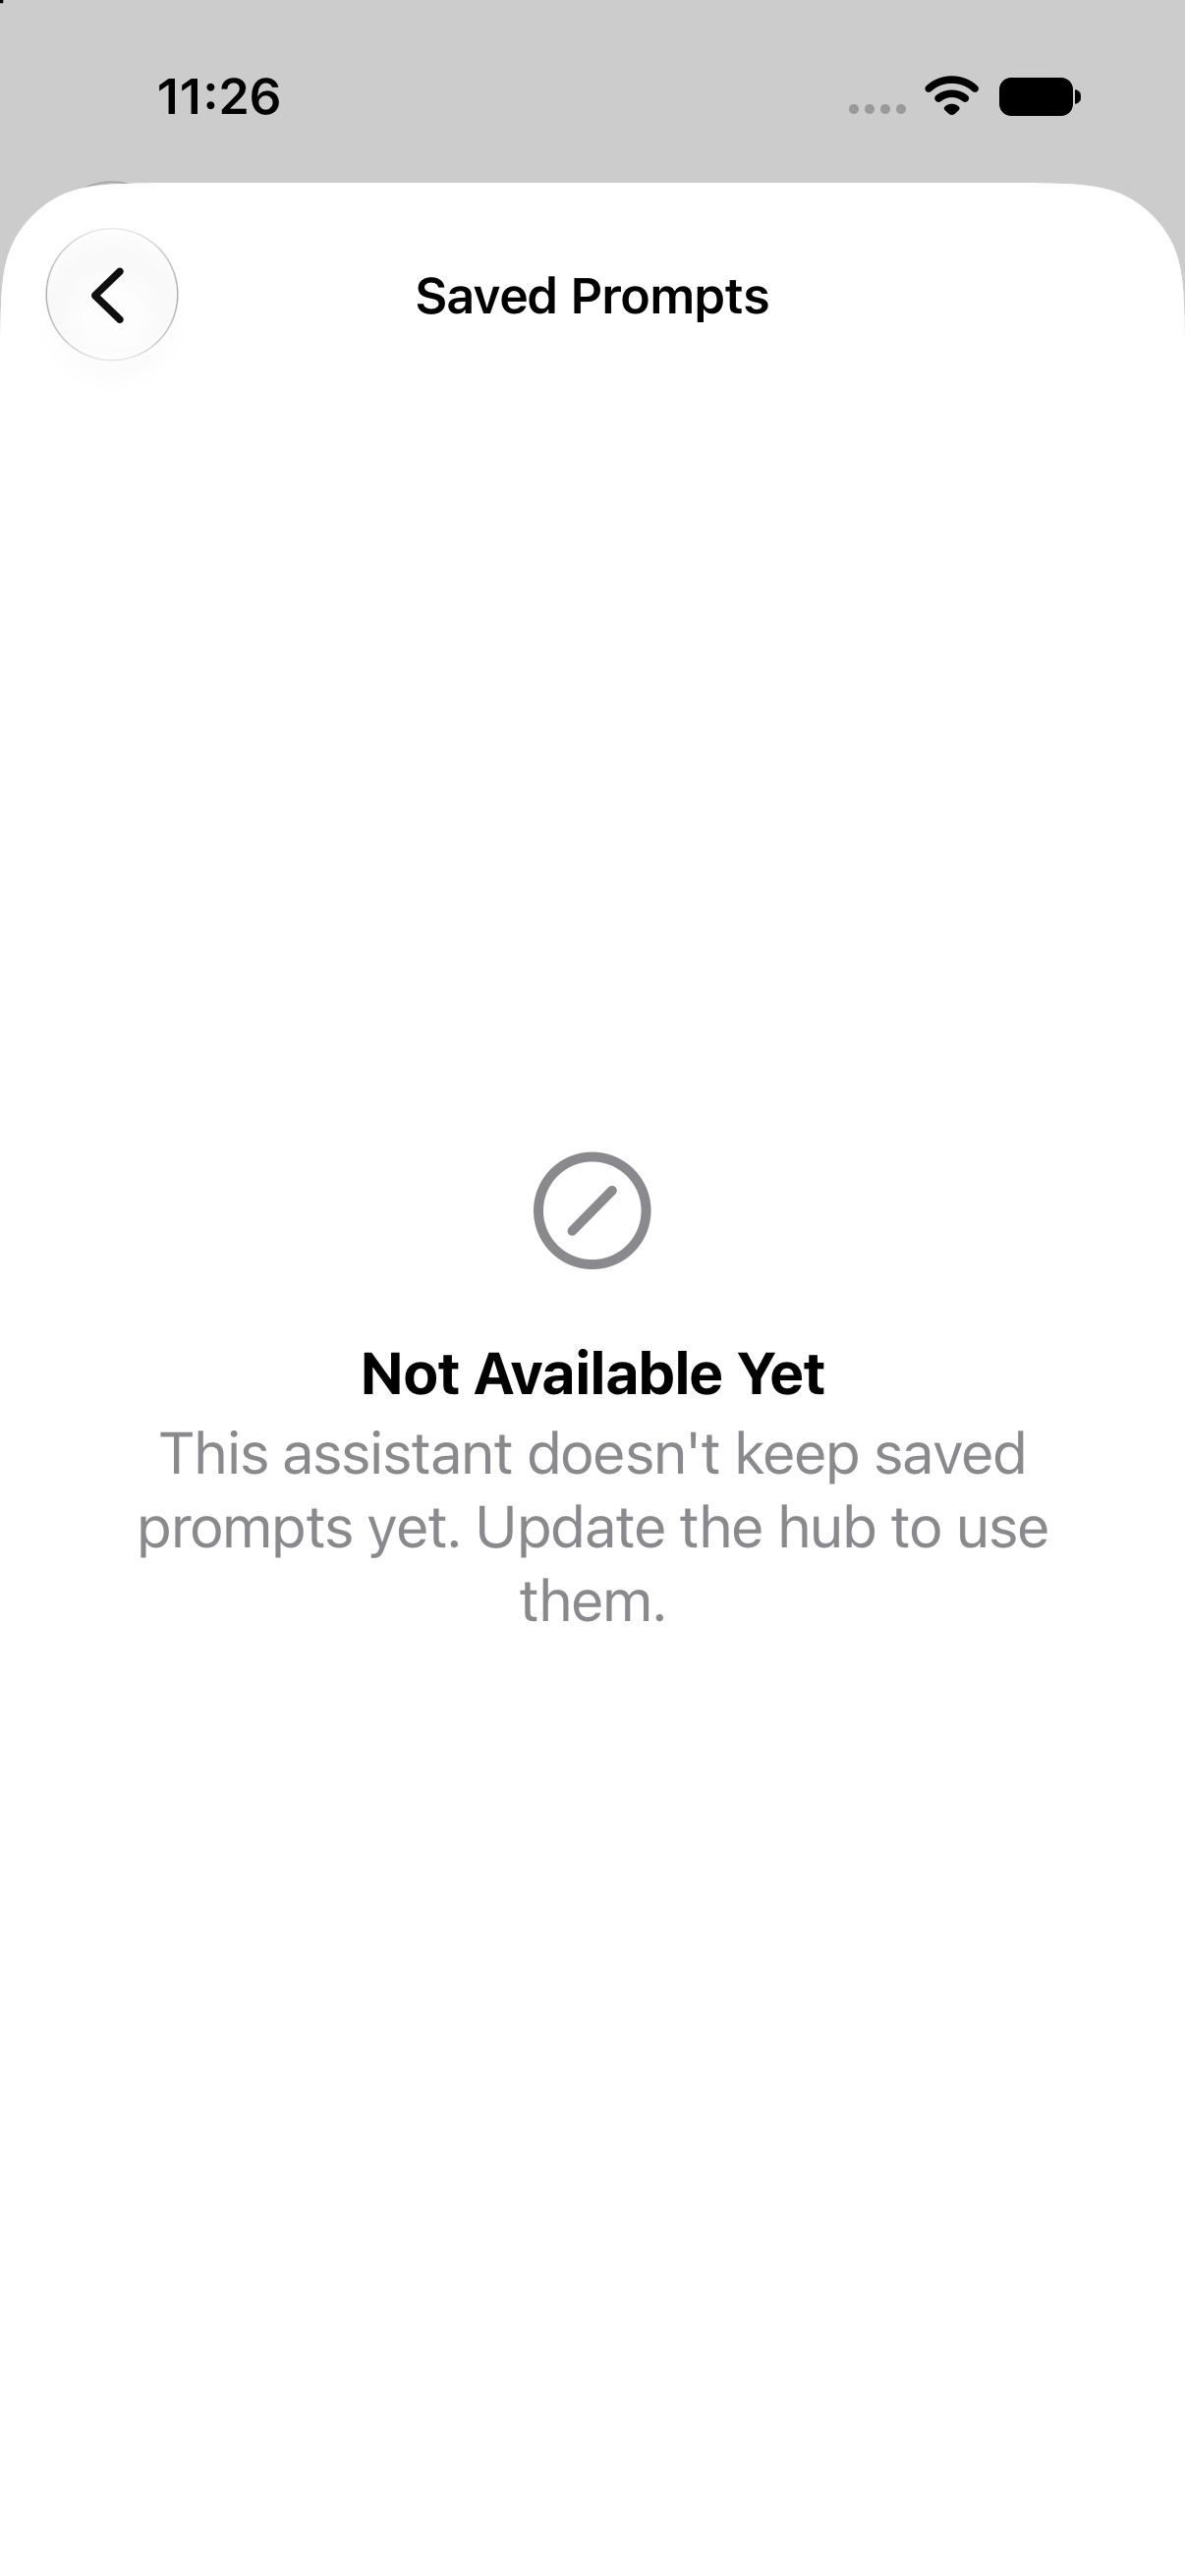 11:26
Saved Prompts
Not Available Yet
This assistant doesn't keep saved
prompts yet. Update the hub to use
them.